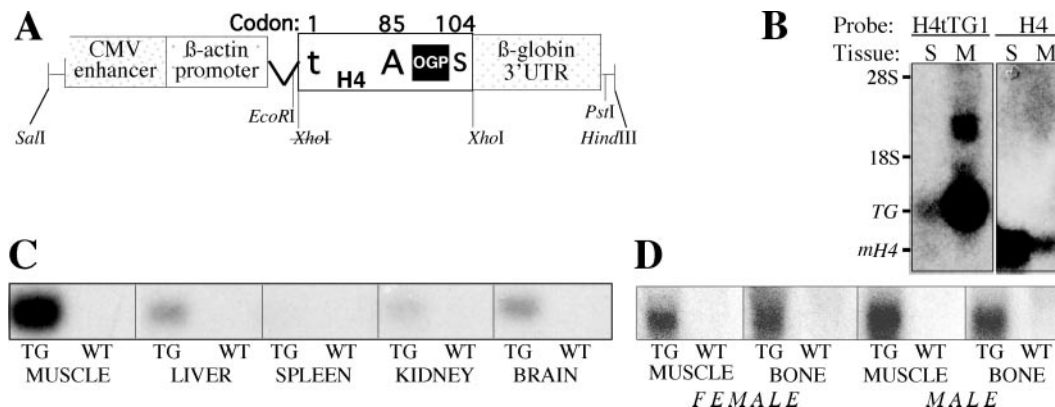 A
Codon: 1 85 104
CMV enhancer
ß-actin promoter
t H4 A OGP S
ß-globin 3'UTR
SalI
EcoRI
XhoI
XhoI
PstI
HindIII
B
Probe: H4tTG1 H4
Tissue: S M S M
28S
18S
TG
mH4
C
TG WT TG WT TG WT TG WT TG WT
MUSCLE LIVER SPLEEN KIDNEY BRAIN
D
TG WT TG WT TG WT TG WT
MUSCLE BONE MUSCLE BONE
FEMALE MALE